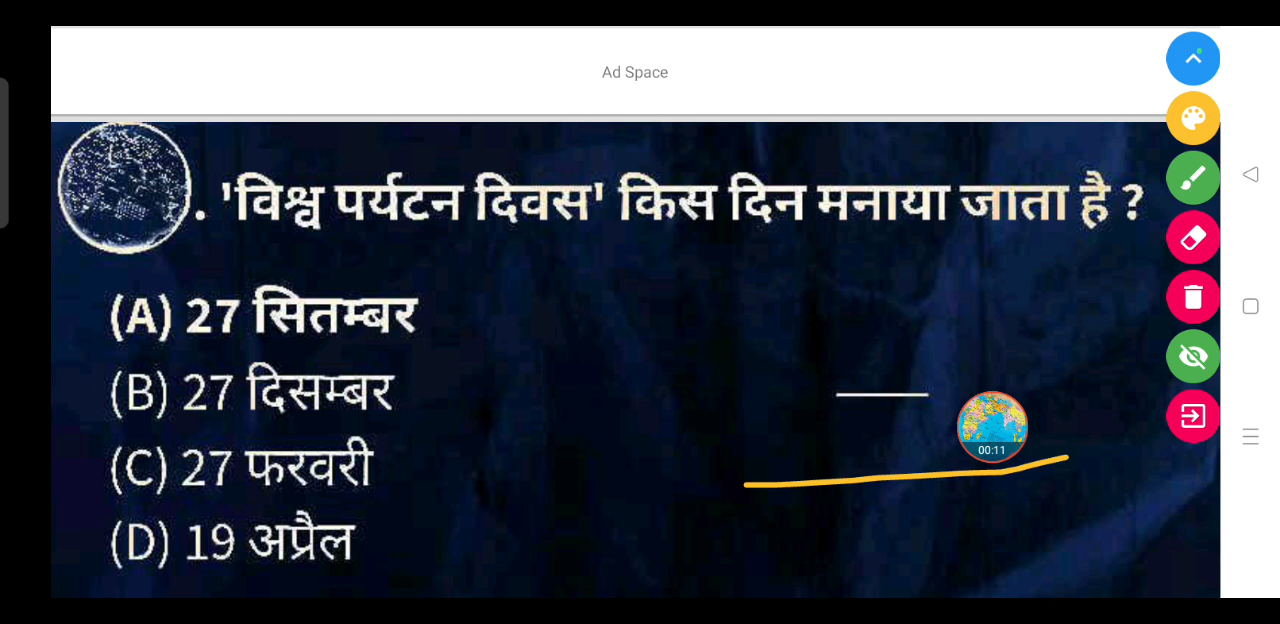 Ad Space
. 'विश्व पर्यटन दिवस' किस दिन मनाया जाता है ?
(A) 27 सितम्बर
(B) 27 दिसम्बर
(C) 27 फरवरी
(D) 19 अप्रैल
00:11